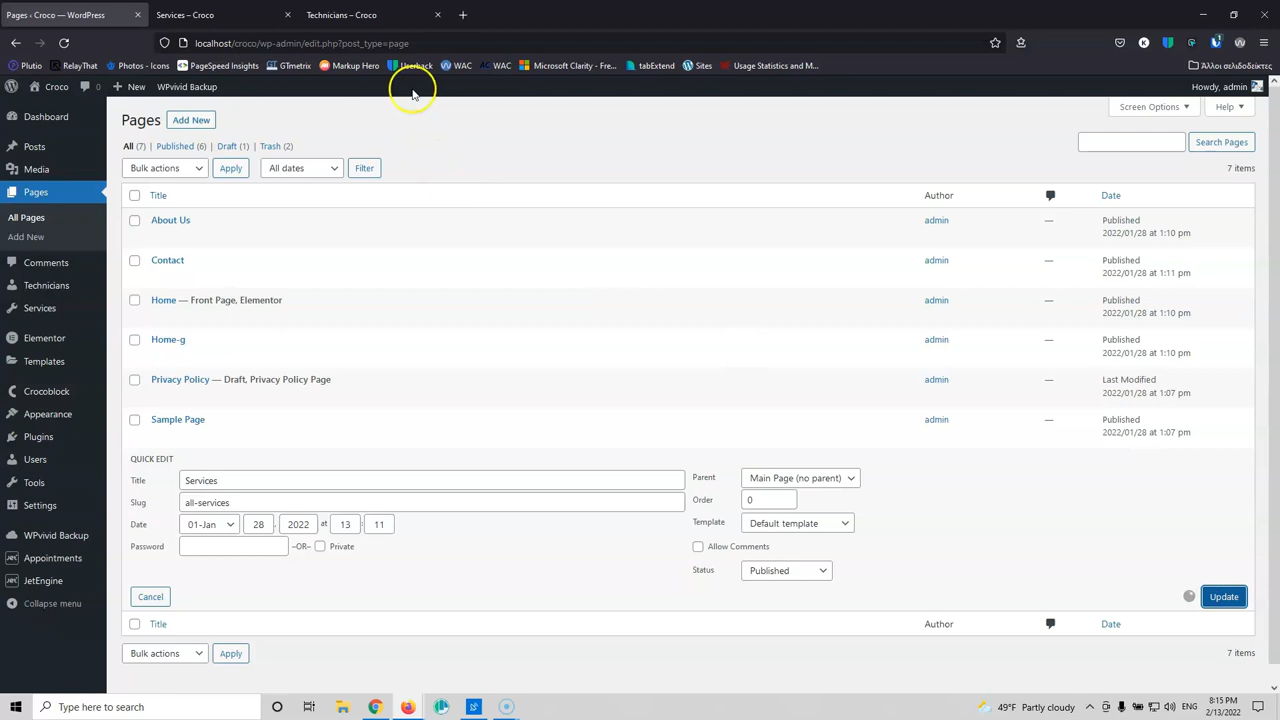 Pages ‹ Croco — WordPress
Services – Croco
Technicians – Croco
localhost/croco/wp-admin/edit.php?post_type=page
Plutio
RelayThat
Photos - Icons
PageSpeed Insights
GTmetrix
Markup Hero
Userback
WAC
WAC
Microsoft Clarity - Fre...
tabExtend
Sites
Usage Statistics and M...
Άλλοι σελιδοδείκτες
Croco
0
New
WPvivid Backup
Howdy, admin
Dashboard
Posts
Media
Pages
All Pages
Add New
Comments
Technicians
Services
Elementor
Templates
Crocoblock
Appearance
Plugins
Users
Tools
Settings
WPvivid Backup
Appointments
JetEngine
Collapse menu
Pages Add New
Screen Options
Help
All (7) | Published (6) | Draft (1) | Trash (2)
Search Pages
Bulk actions
Apply
All dates
Filter
7 items
Title
Author
Date
About Us
admin
—
Published
2022/01/28 at 1:10 pm
Contact
admin
—
Published
2022/01/28 at 1:11 pm
Home — Front Page, Elementor
admin
—
Published
2022/01/28 at 1:10 pm
Home-g
admin
—
Published
2022/01/28 at 1:10 pm
Privacy Policy — Draft, Privacy Policy Page
admin
—
Last Modified
2022/01/28 at 1:07 pm
Sample Page
admin
—
Published
2022/01/28 at 1:07 pm
QUICK EDIT
Title Services
Slug all-services
Date 01-Jan 28 , 2022 at 13 : 11
Password –OR– Private
Parent Main Page (no parent)
Order 0
Template Default template
Allow Comments
Status Published
Cancel
Update
Title
Author
Date
Bulk actions
Apply
7 items
Type here to search
49°F Partly cloudy
8:15 PM
2/13/2022